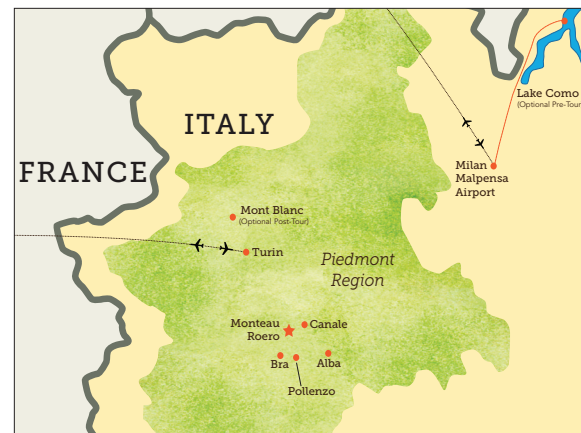 Lake Como
(Optional Pre-Tour)
ITALY
Milan
Malpensa
Airport
FRANCE
Mont Blanc
(Optional Post-Tour)
Turin
Piedmont
Region
Monteau
Roero
Canale
Bra
Alba
Pollenzo